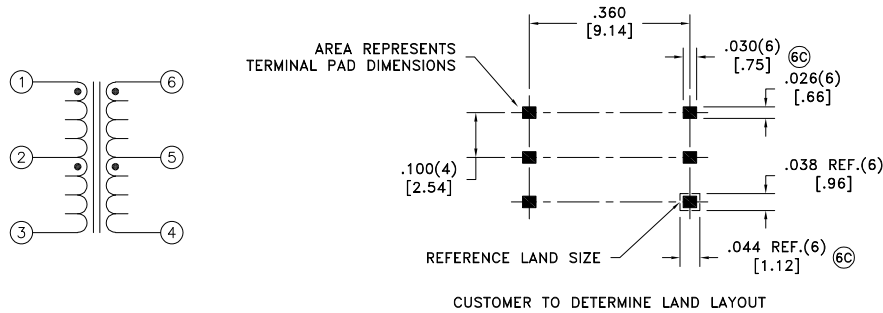 1
2
3
6
5
4
AREA REPRESENTS
TERMINAL PAD DIMENSIONS
.360
[9.14]
.030(6)
[.75]
6C
.026(6)
[.66]
.100(4)
[2.54]
.038 REF.(6)
[.96]
REFERENCE LAND SIZE
.044 REF.(6)
[1.12]
6C
CUSTOMER TO DETERMINE LAND LAYOUT